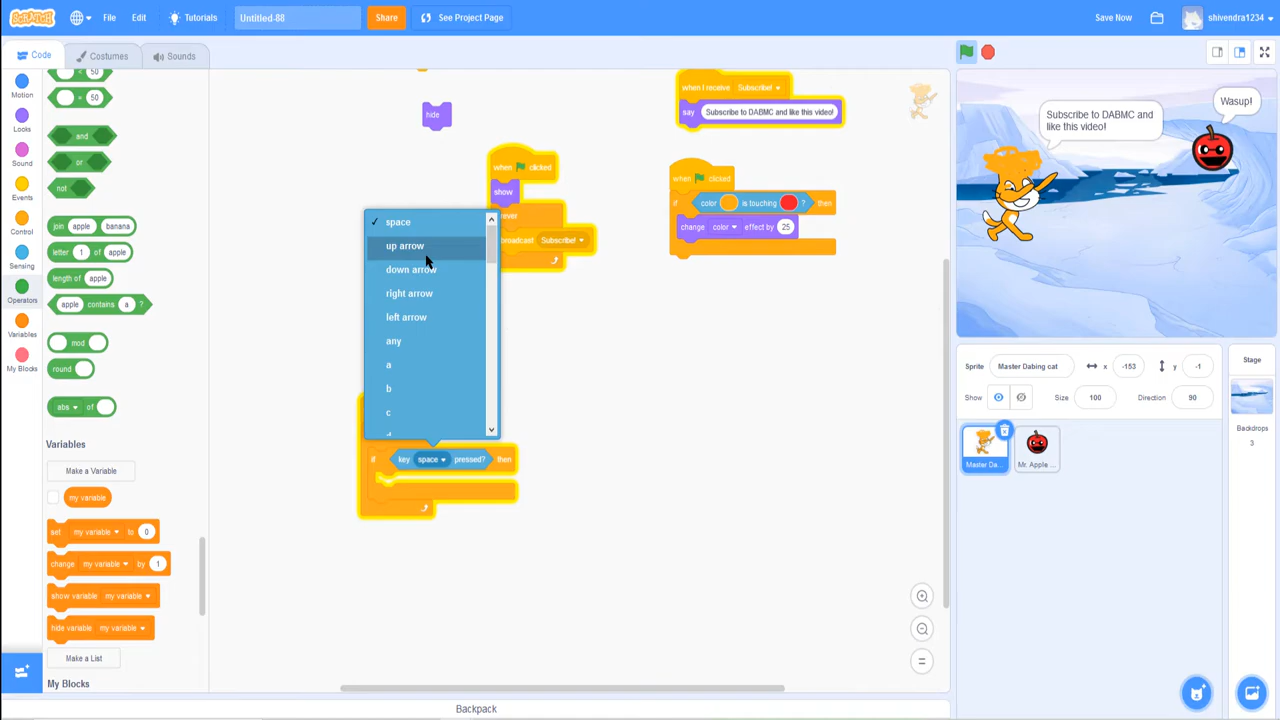 SCRATCH
File
Edit
Tutorials
Untitled-88
Share
See Project Page
Save Now
shivendra1234
Code
Costumes
Sounds
Motion
Looks
Sound
Events
Control
Sensing
Operators
Variables
My Blocks
< 50
= 50
and
or
not
join apple banana
letter 1 of apple
length of apple
apple contains a ?
mod
round
abs of
Variables
Make a Variable
my variable
set my variable to 0
change my variable by 1
show variable my variable
hide variable my variable
Make a List
My Blocks
hide
when clicked
show
broadcast Subscribe!
✓ space
up arrow
down arrow
right arrow
left arrow
any
a
b
c
if key space pressed? then
when I receive Subscribe!
say Subscribe to DABMC and like this video!
when clicked
if color is touching ? then
change color effect by 25
Subscribe to DABMC and
like this video!
Wasup!
Sprite Master Dabing cat x -153 y -1
Show Size 100 Direction 90
Master Da...
Mr. Apple ...
Stage
Backdrops
3
Backpack